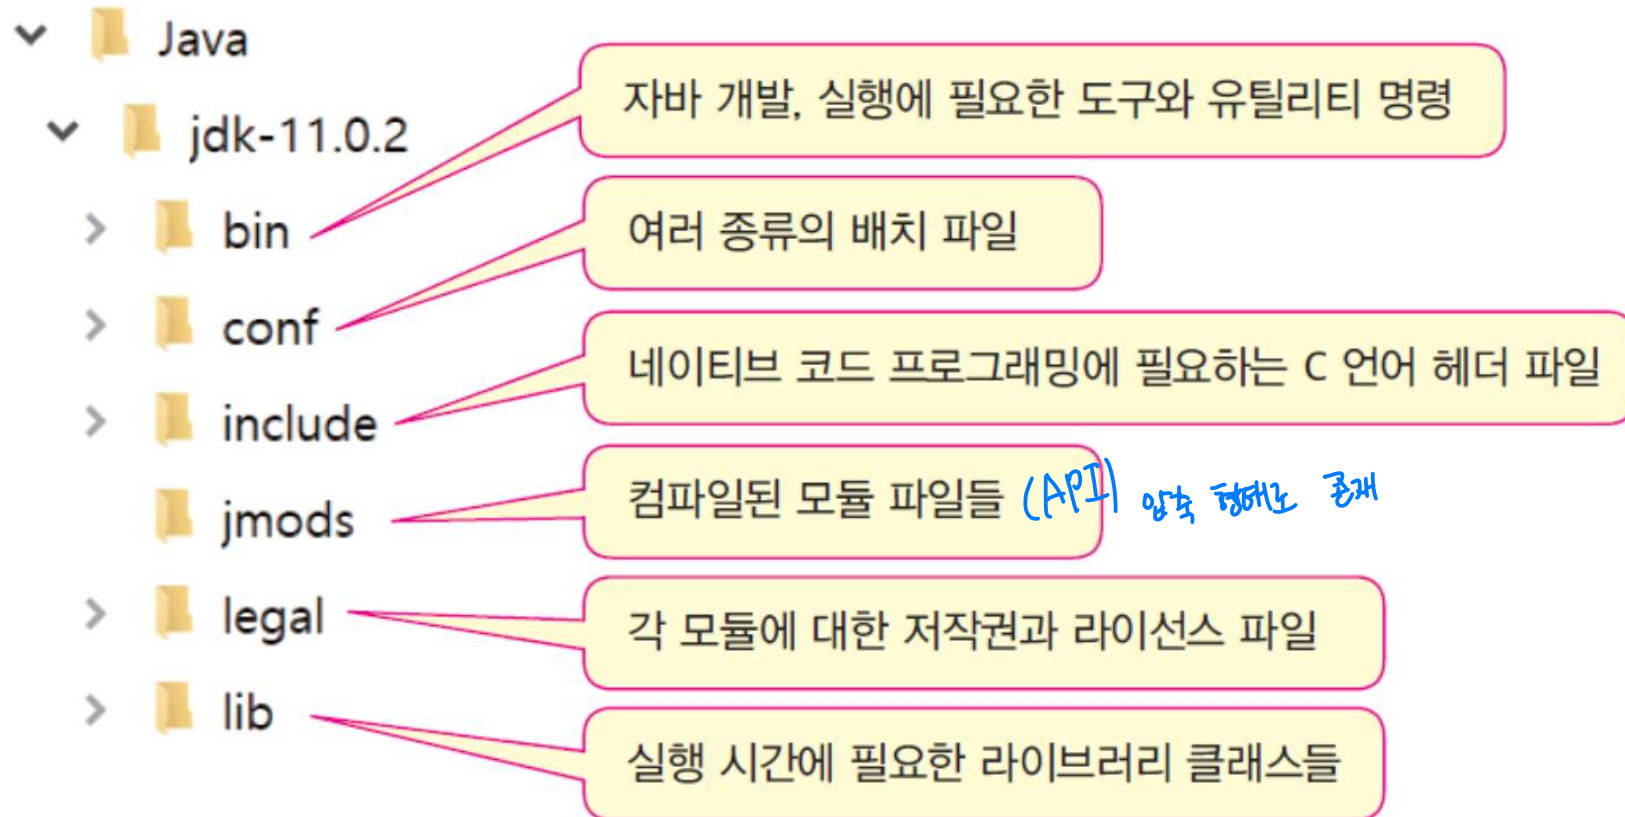 Java
jdk-11.0.2
bin
자바 개발, 실행에 필요한 도구와 유틸리티 명령
conf
여러 종류의 배치 파일
include
네이티브 코드 프로그래밍에 필요하는 C 언어 헤더 파일
jmods
컴파일된 모듈 파일들 (API) 압축 형태로 존재
legal
각 모듈에 대한 저작권과 라이선스 파일
lib
실행 시간에 필요한 라이브러리 클래스들